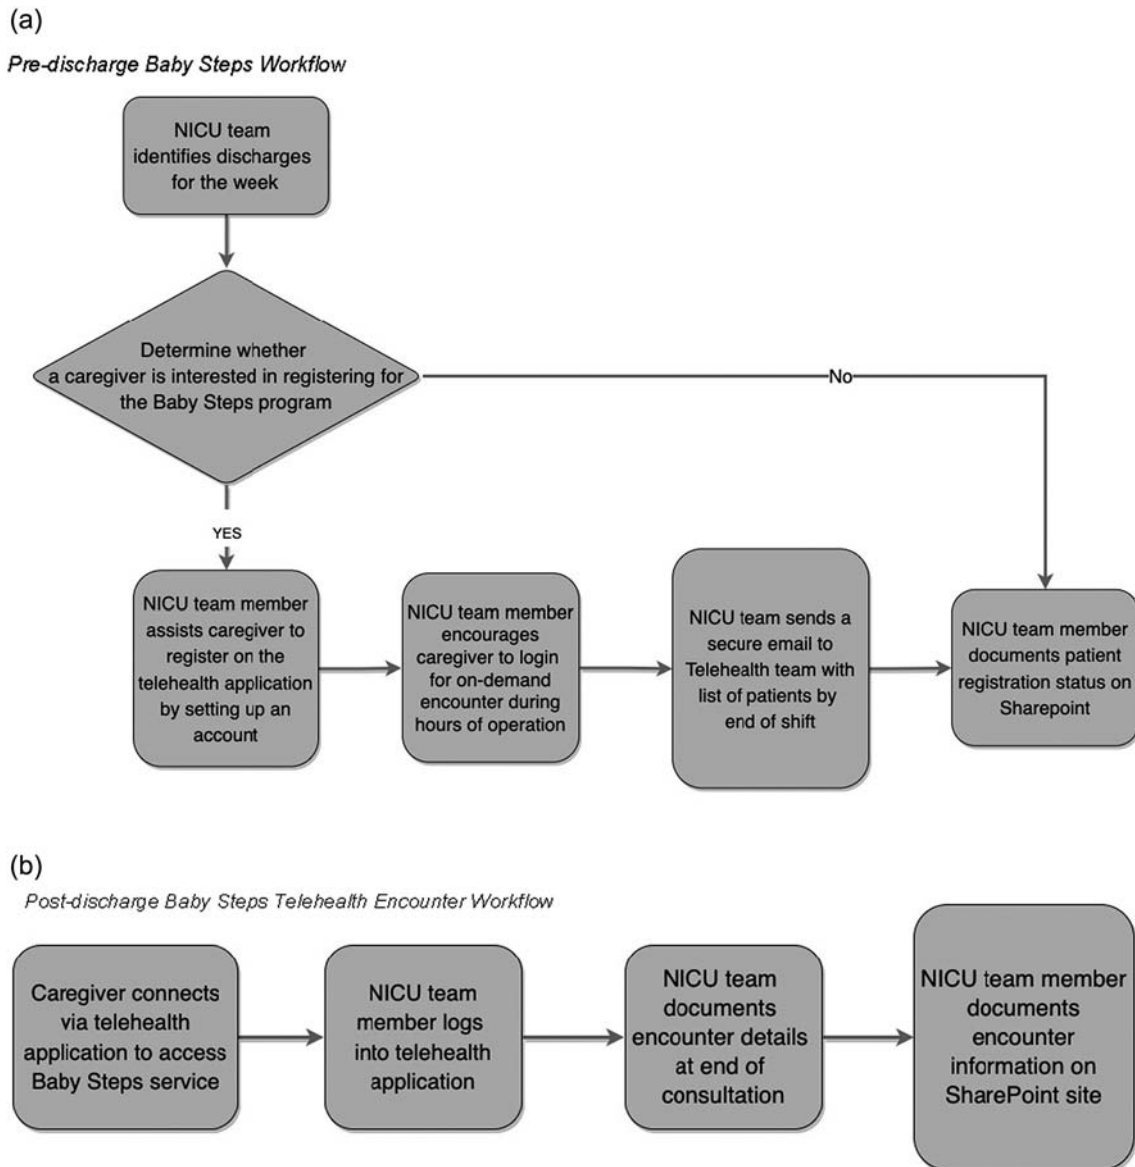 (a)
Pre-discharge Baby Steps Workflow
NICU team
identifies discharges
for the week
Determine whether
a caregiver is interested in registering for
the Baby Steps program
No
YES
NICU team member
assists caregiver to
register on the
telehealth application
by setting up an
account
NICU team member
encourages
caregiver to login
for on-demand
encounter during
hours of operation
NICU team sends a
secure email to
Telehealth team with
list of patients by
end of shift
NICU team member
documents patient
registration status on
Sharepoint
(b)
Post-discharge Baby Steps Telehealth Encounter Workflow
Caregiver connects
via telehealth
application to access
Baby Steps service
NICU team
member logs
into telehealth
application
NICU team
documents
encounter details
at end of
consultation
NICU team member
documents
encounter
information on
SharePoint site